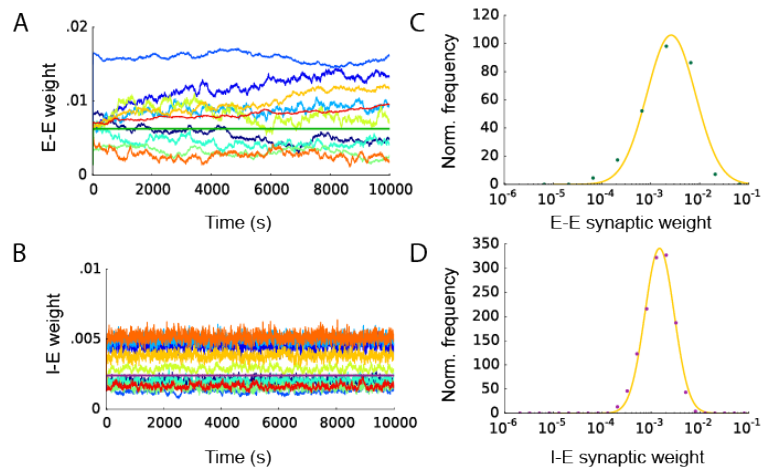 A
.02
.01
0
E-E weight
0 2000 4000 6000 8000 10000
Time (s)
B
.01
.005
0
I-E weight
0 2000 4000 6000 8000 10000
Time (s)
C
120
100
80
60
40
20
0
Norm. frequency
10^-6 10^-5 10^-4 10^-3 10^-2 10^-1
E-E synaptic weight
D
350
300
250
200
150
100
50
0
Norm. frequency
10^-6 10^-5 10^-4 10^-3 10^-2 10^-1
I-E synaptic weight